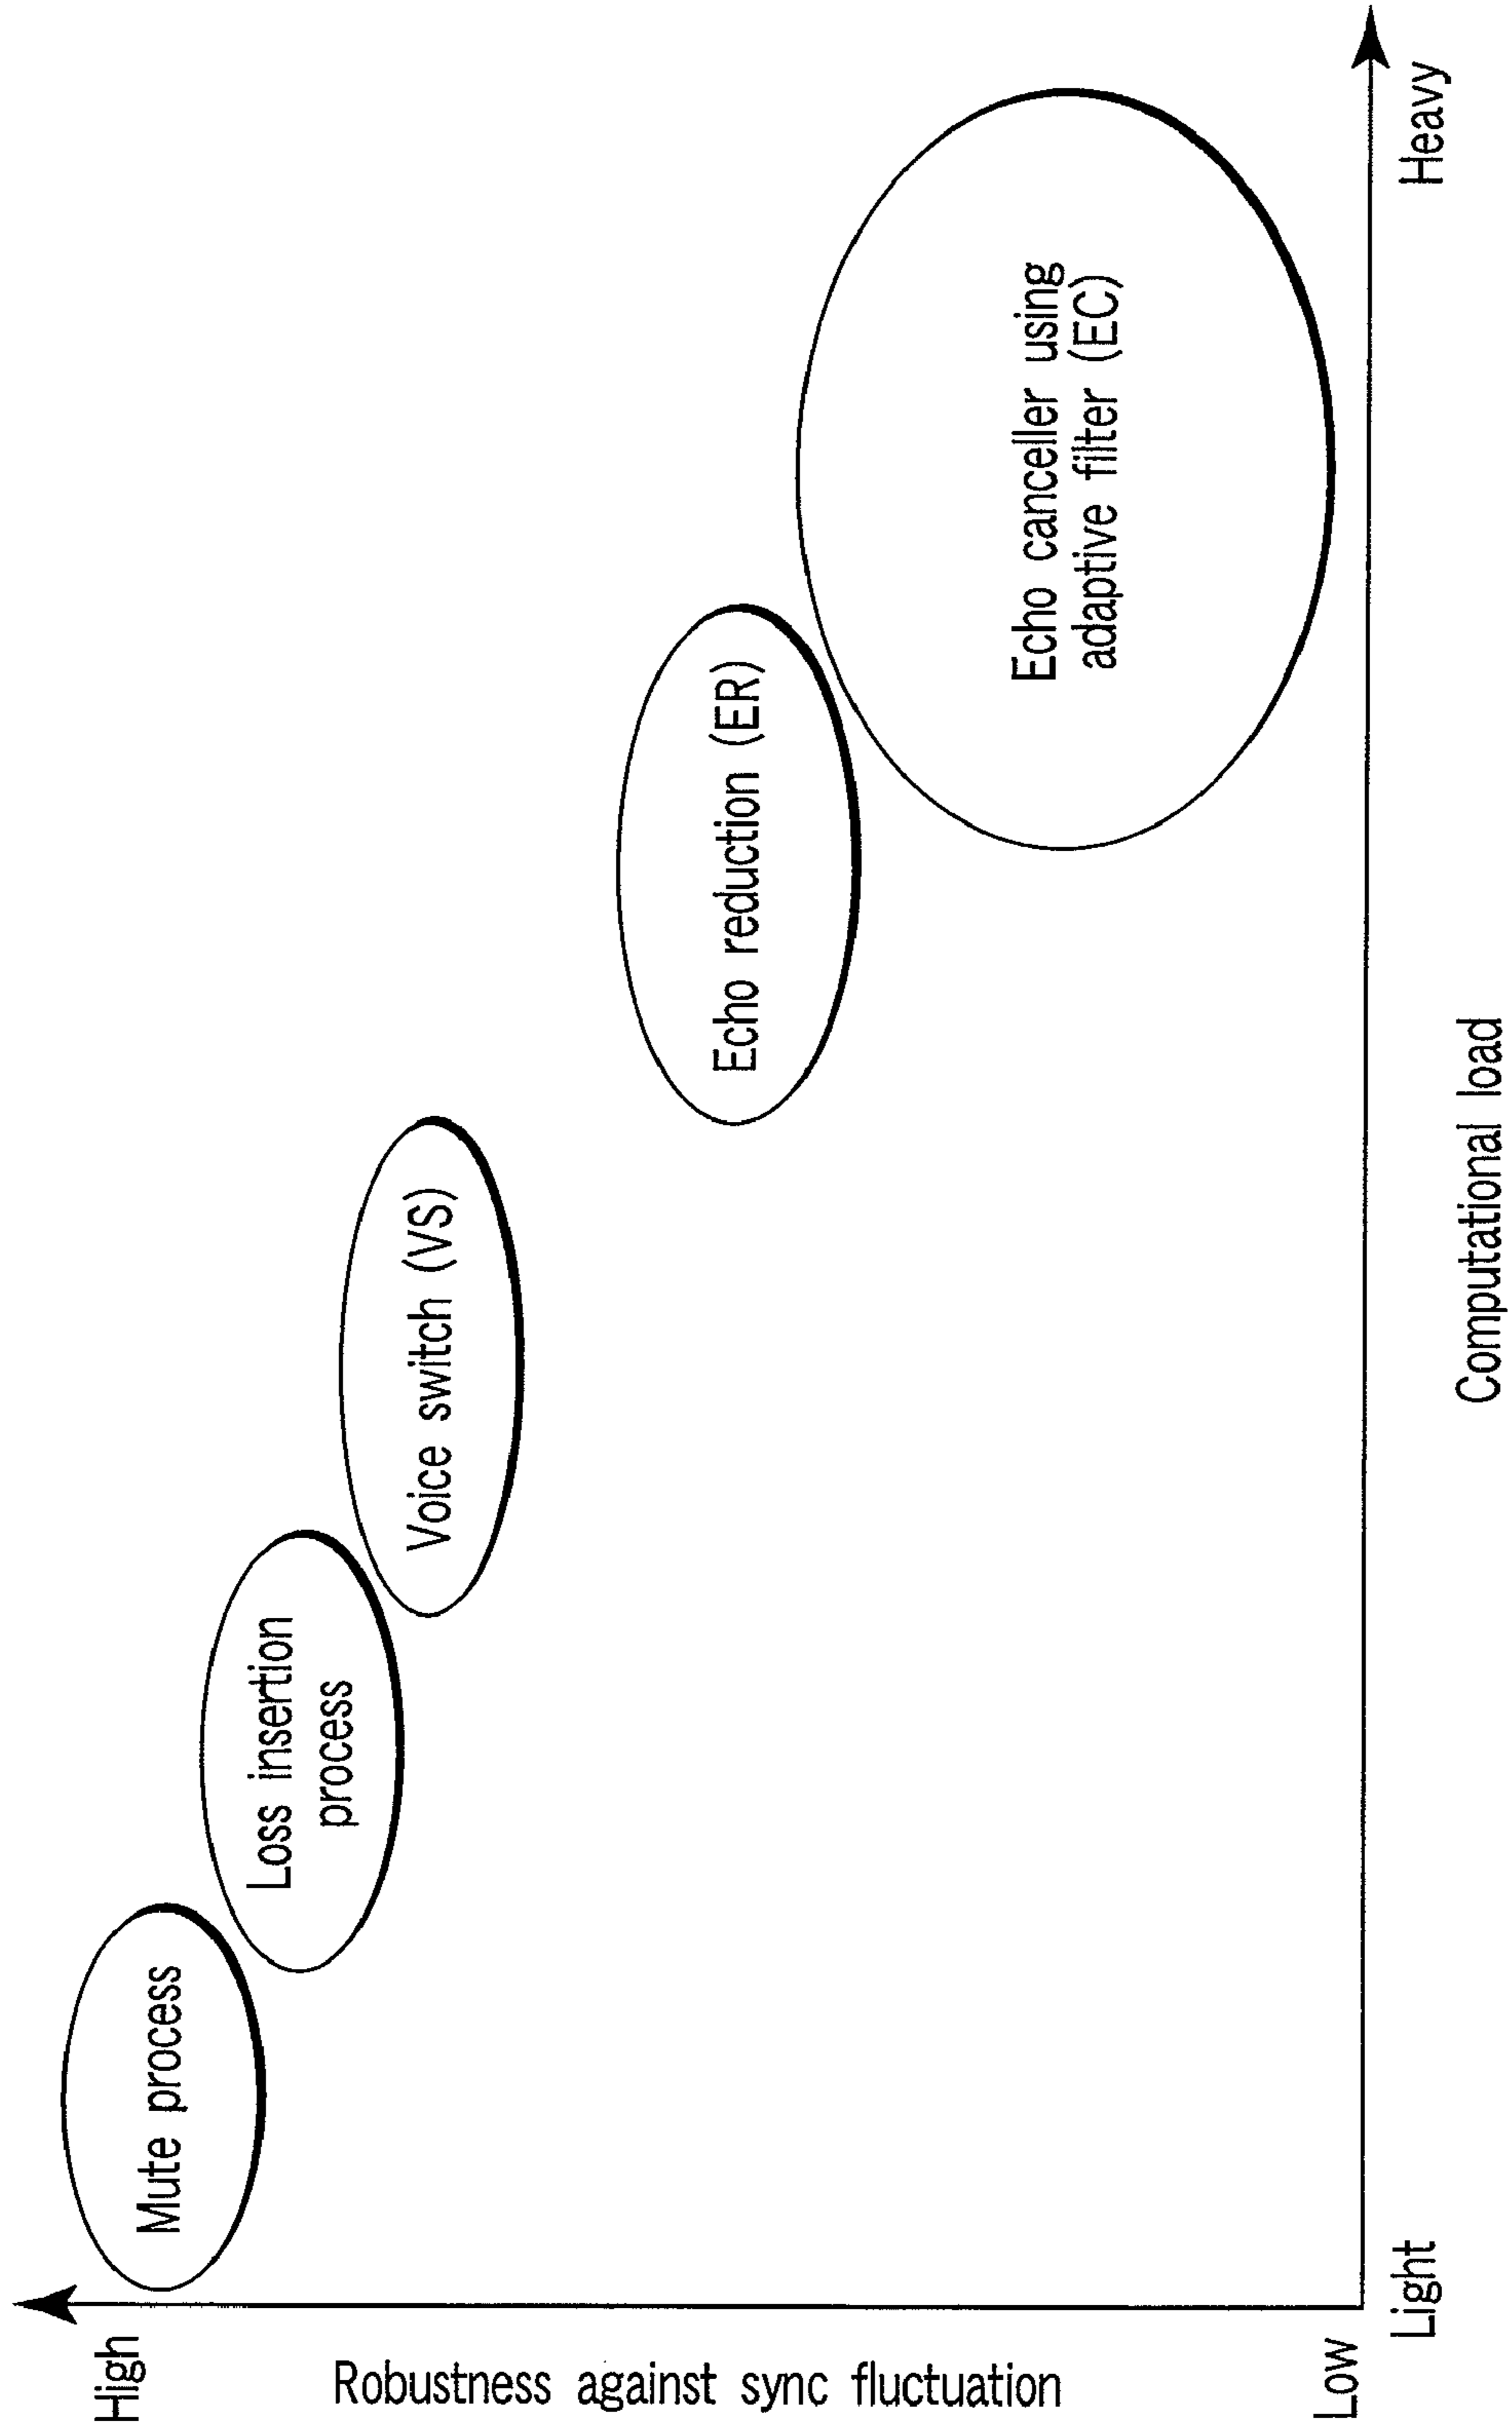 High
Robustness against sync fluctuation
Low
Mute process
Loss insertion
process
Voice switch (VS)
Echo reduction (ER)
Echo canceller using
adaptive filter (EC)
Light
Computational load
Heavy